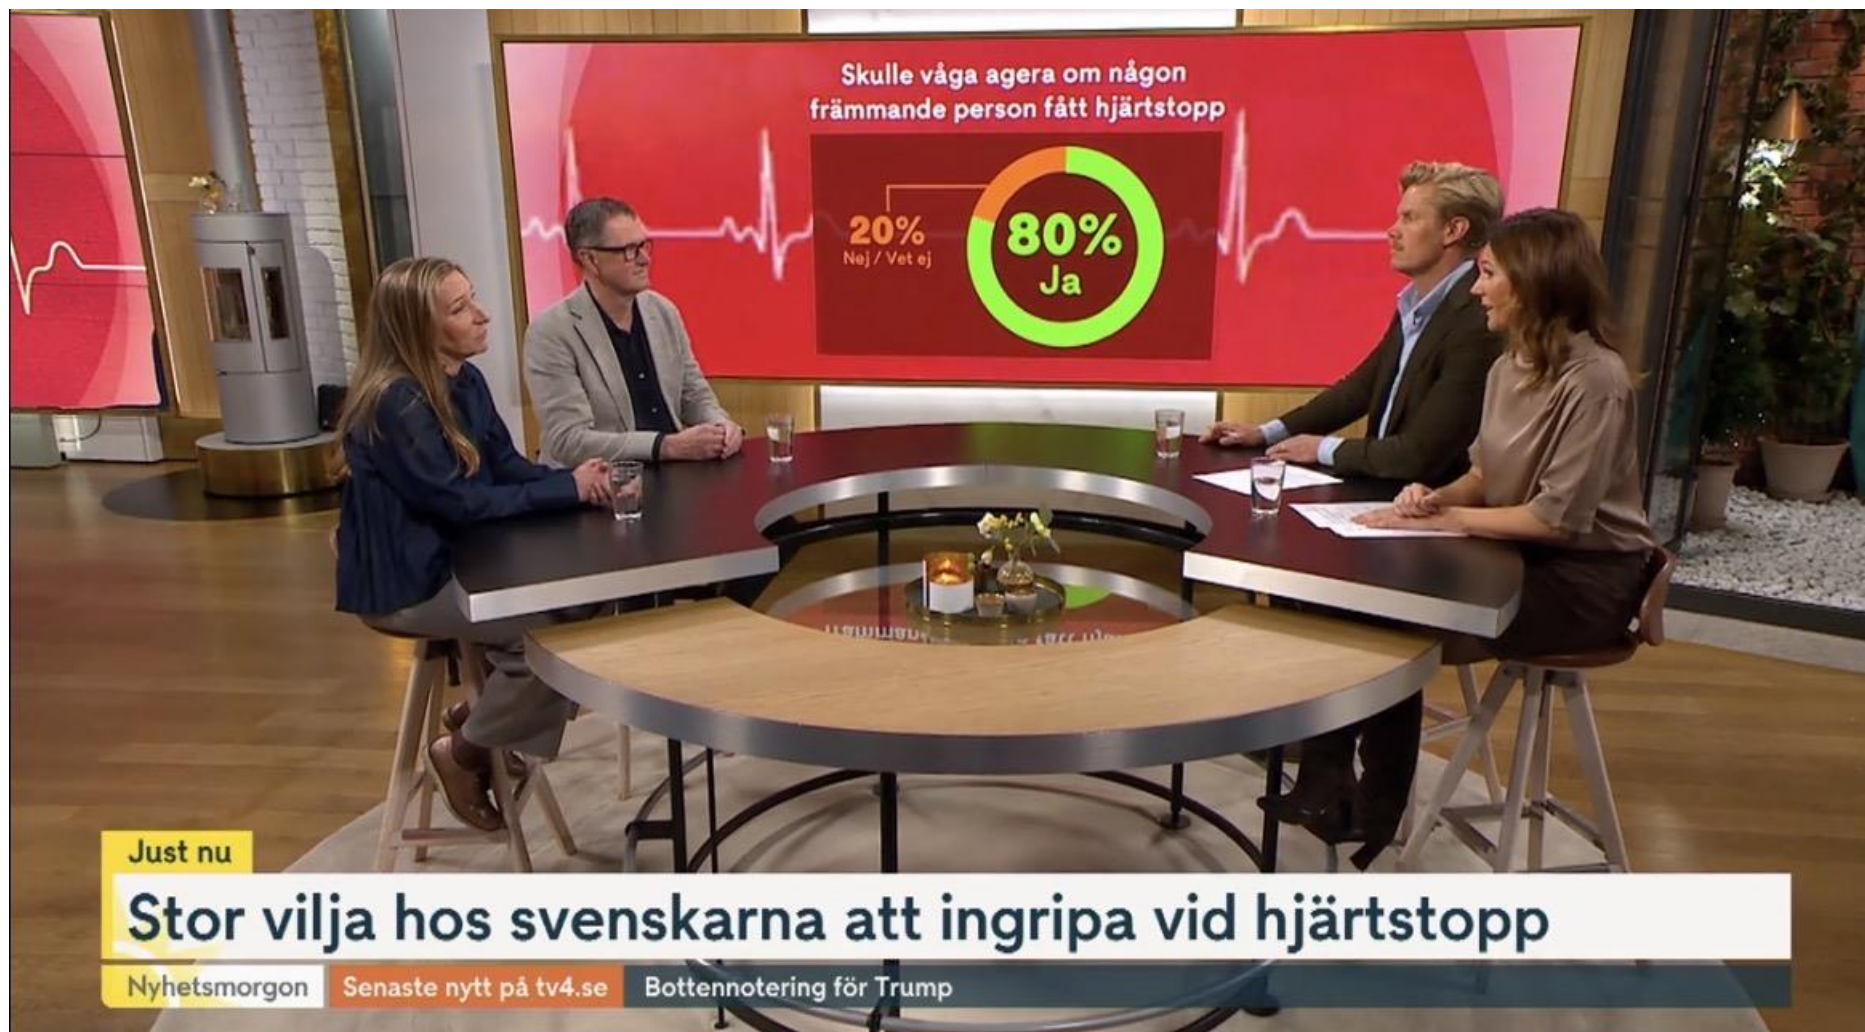 Skulle våga agera om någon
främmande person fått hjärtstopp
20%
Nej / Vet ej
80%
Ja
Just nu
Stor vilja hos svenskarna att ingripa vid hjärtstopp
Nyhetsmorgon
Senaste nytt på tv4.se
Bottennotering för Trump